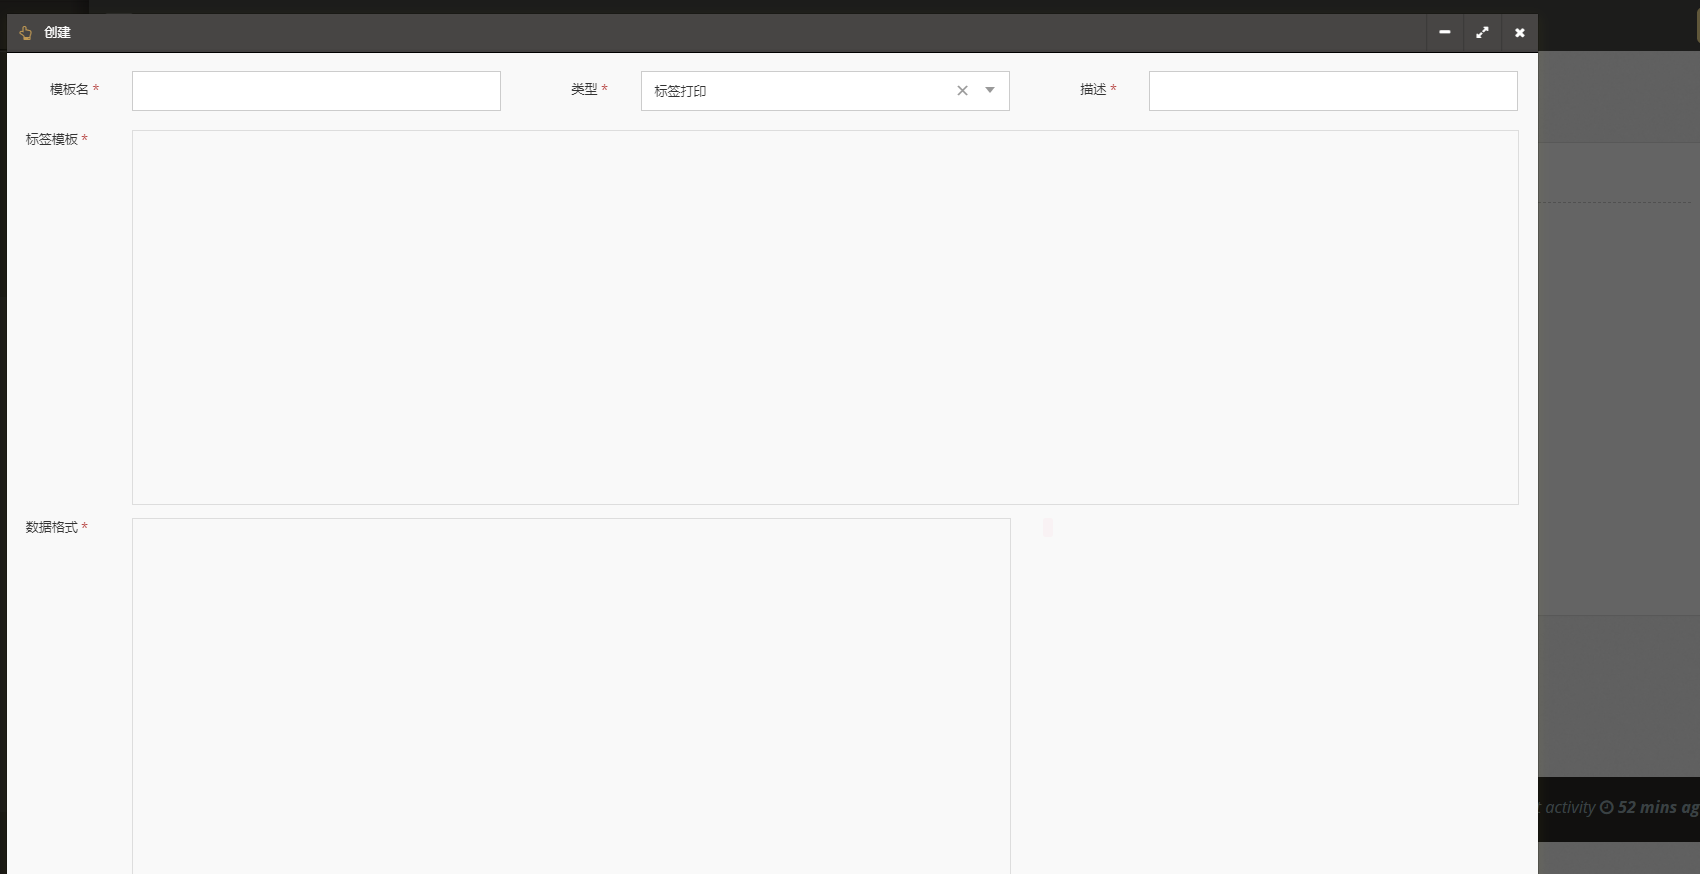 创建
模板名 *
类型 * 标签打印
描述 *
标签模板 *
数据格式 *
activity 52 mins